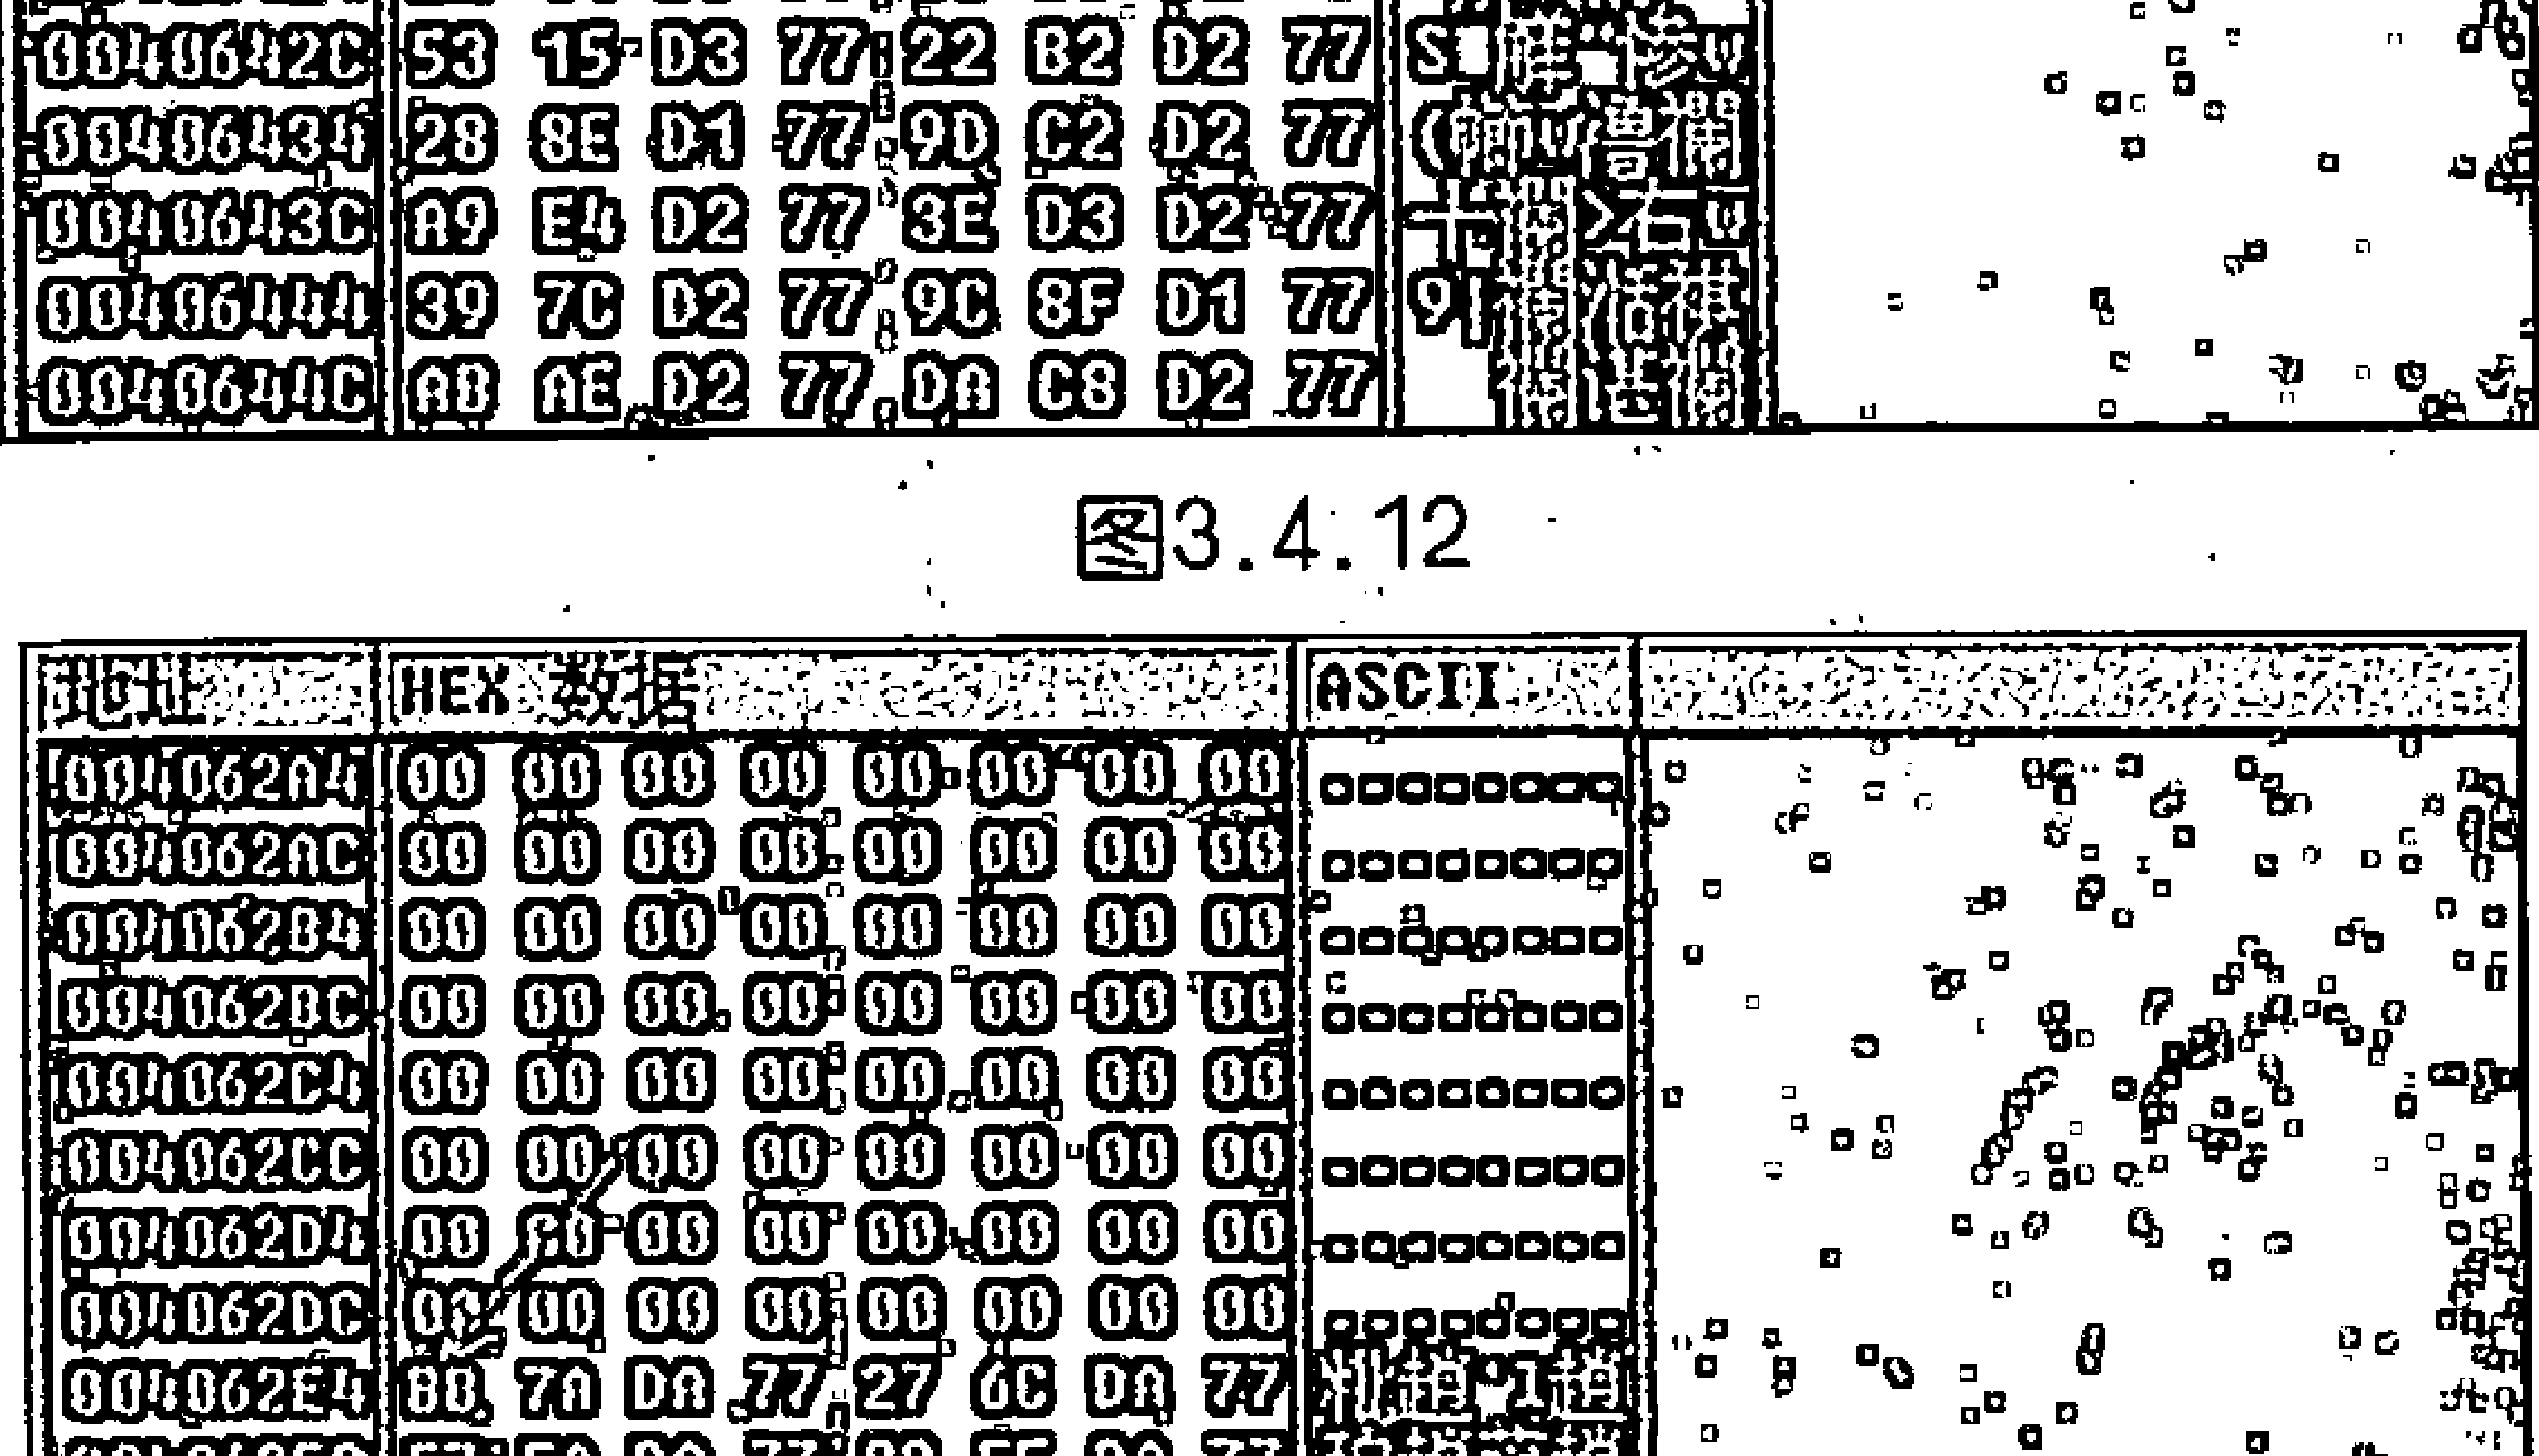 0040642C 53 15 D3 77 22 B2 D2 77 S
00406434 28 8E D1 77 9D C2 D2 77 (
0040643C A9 E4 D2 77 3E D3 D2 77
00406444 39 7C D2 77 9C 8F D1 77 9|
0040644C A0 AE D2 77 DA C8 D2 77
图3.4.12
地址 HEX 数据 ASCII
004062A4 00 00 00 00 00 00 00 00
004062AC 00 00 00 00 00 00 00 00
004062B4 00 00 00 00 00 00 00 00
004062BC 00 00 00 00 00 00 00 00
004062C4 00 00 00 00 00 00 00 00
004062CC 00 00 00 00 00 00 00 00
004062D4 00 00 00 00 00 00 00 00
004062DC 00 00 00 00 00 00 00 00
004062E4 7A DA 77 27 6C DA 77